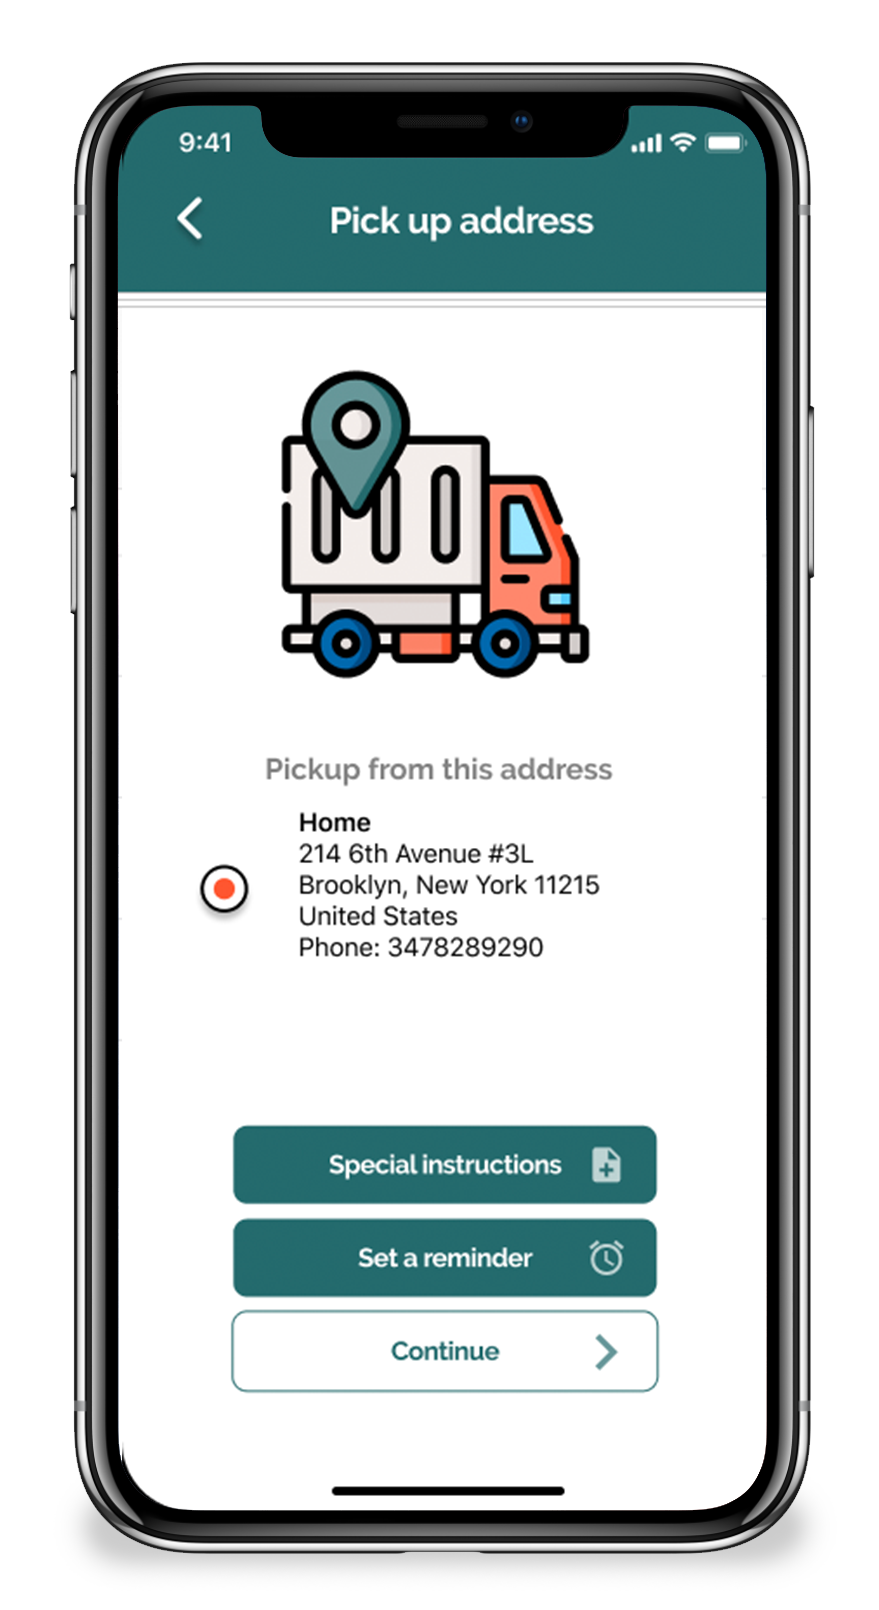 9:41
Pick up address
Pickup from this address
Home
214 6th Avenue #3L
Brooklyn, New York 11215
United States
Phone: 3478289290
Special instructions
Set a reminder
Continue